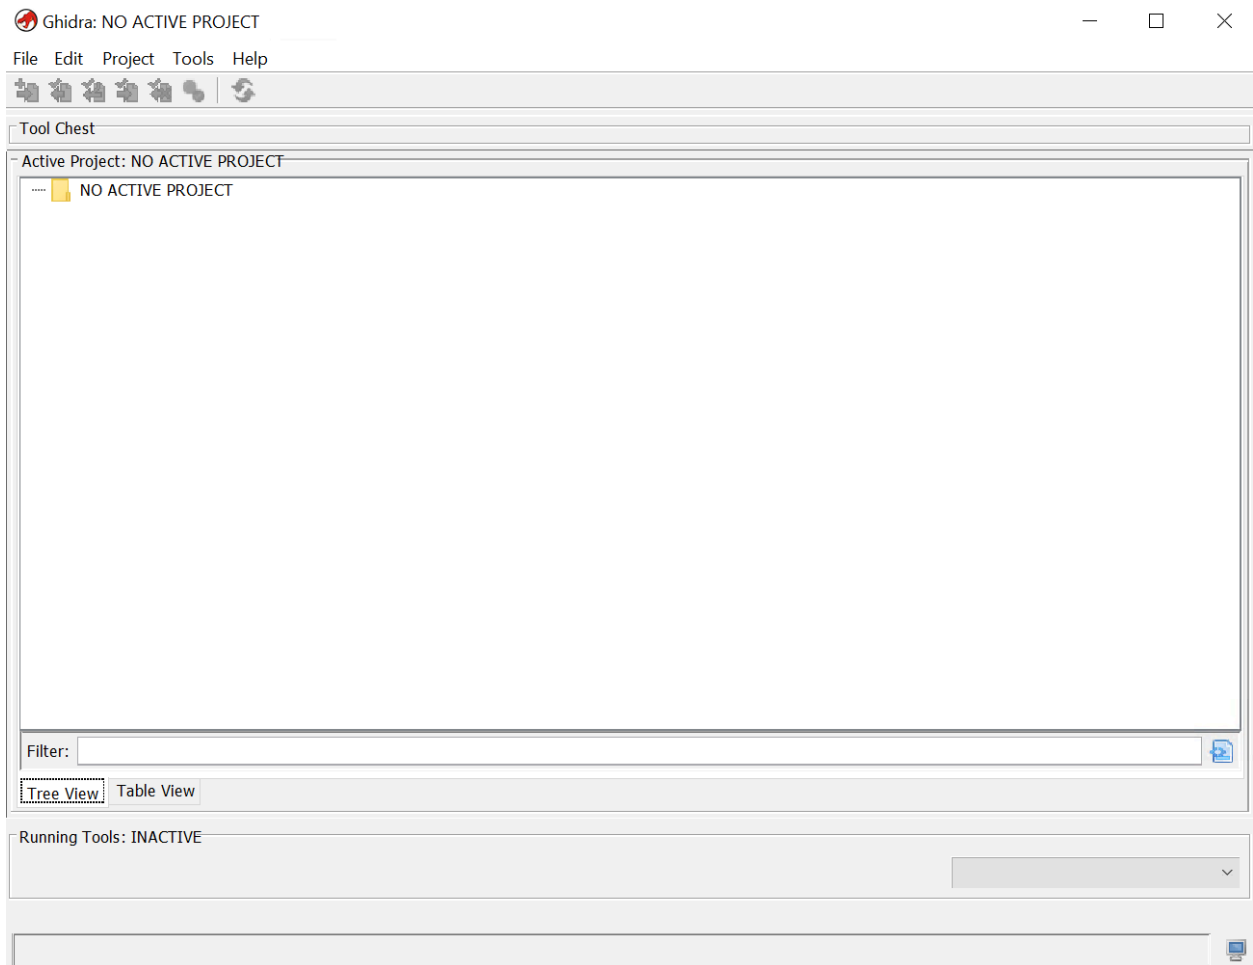 Ghidra: NO ACTIVE PROJECT
File Edit Project Tools Help
Tool Chest
Active Project: NO ACTIVE PROJECT
NO ACTIVE PROJECT
Filter:
Tree View Table View
Running Tools: INACTIVE